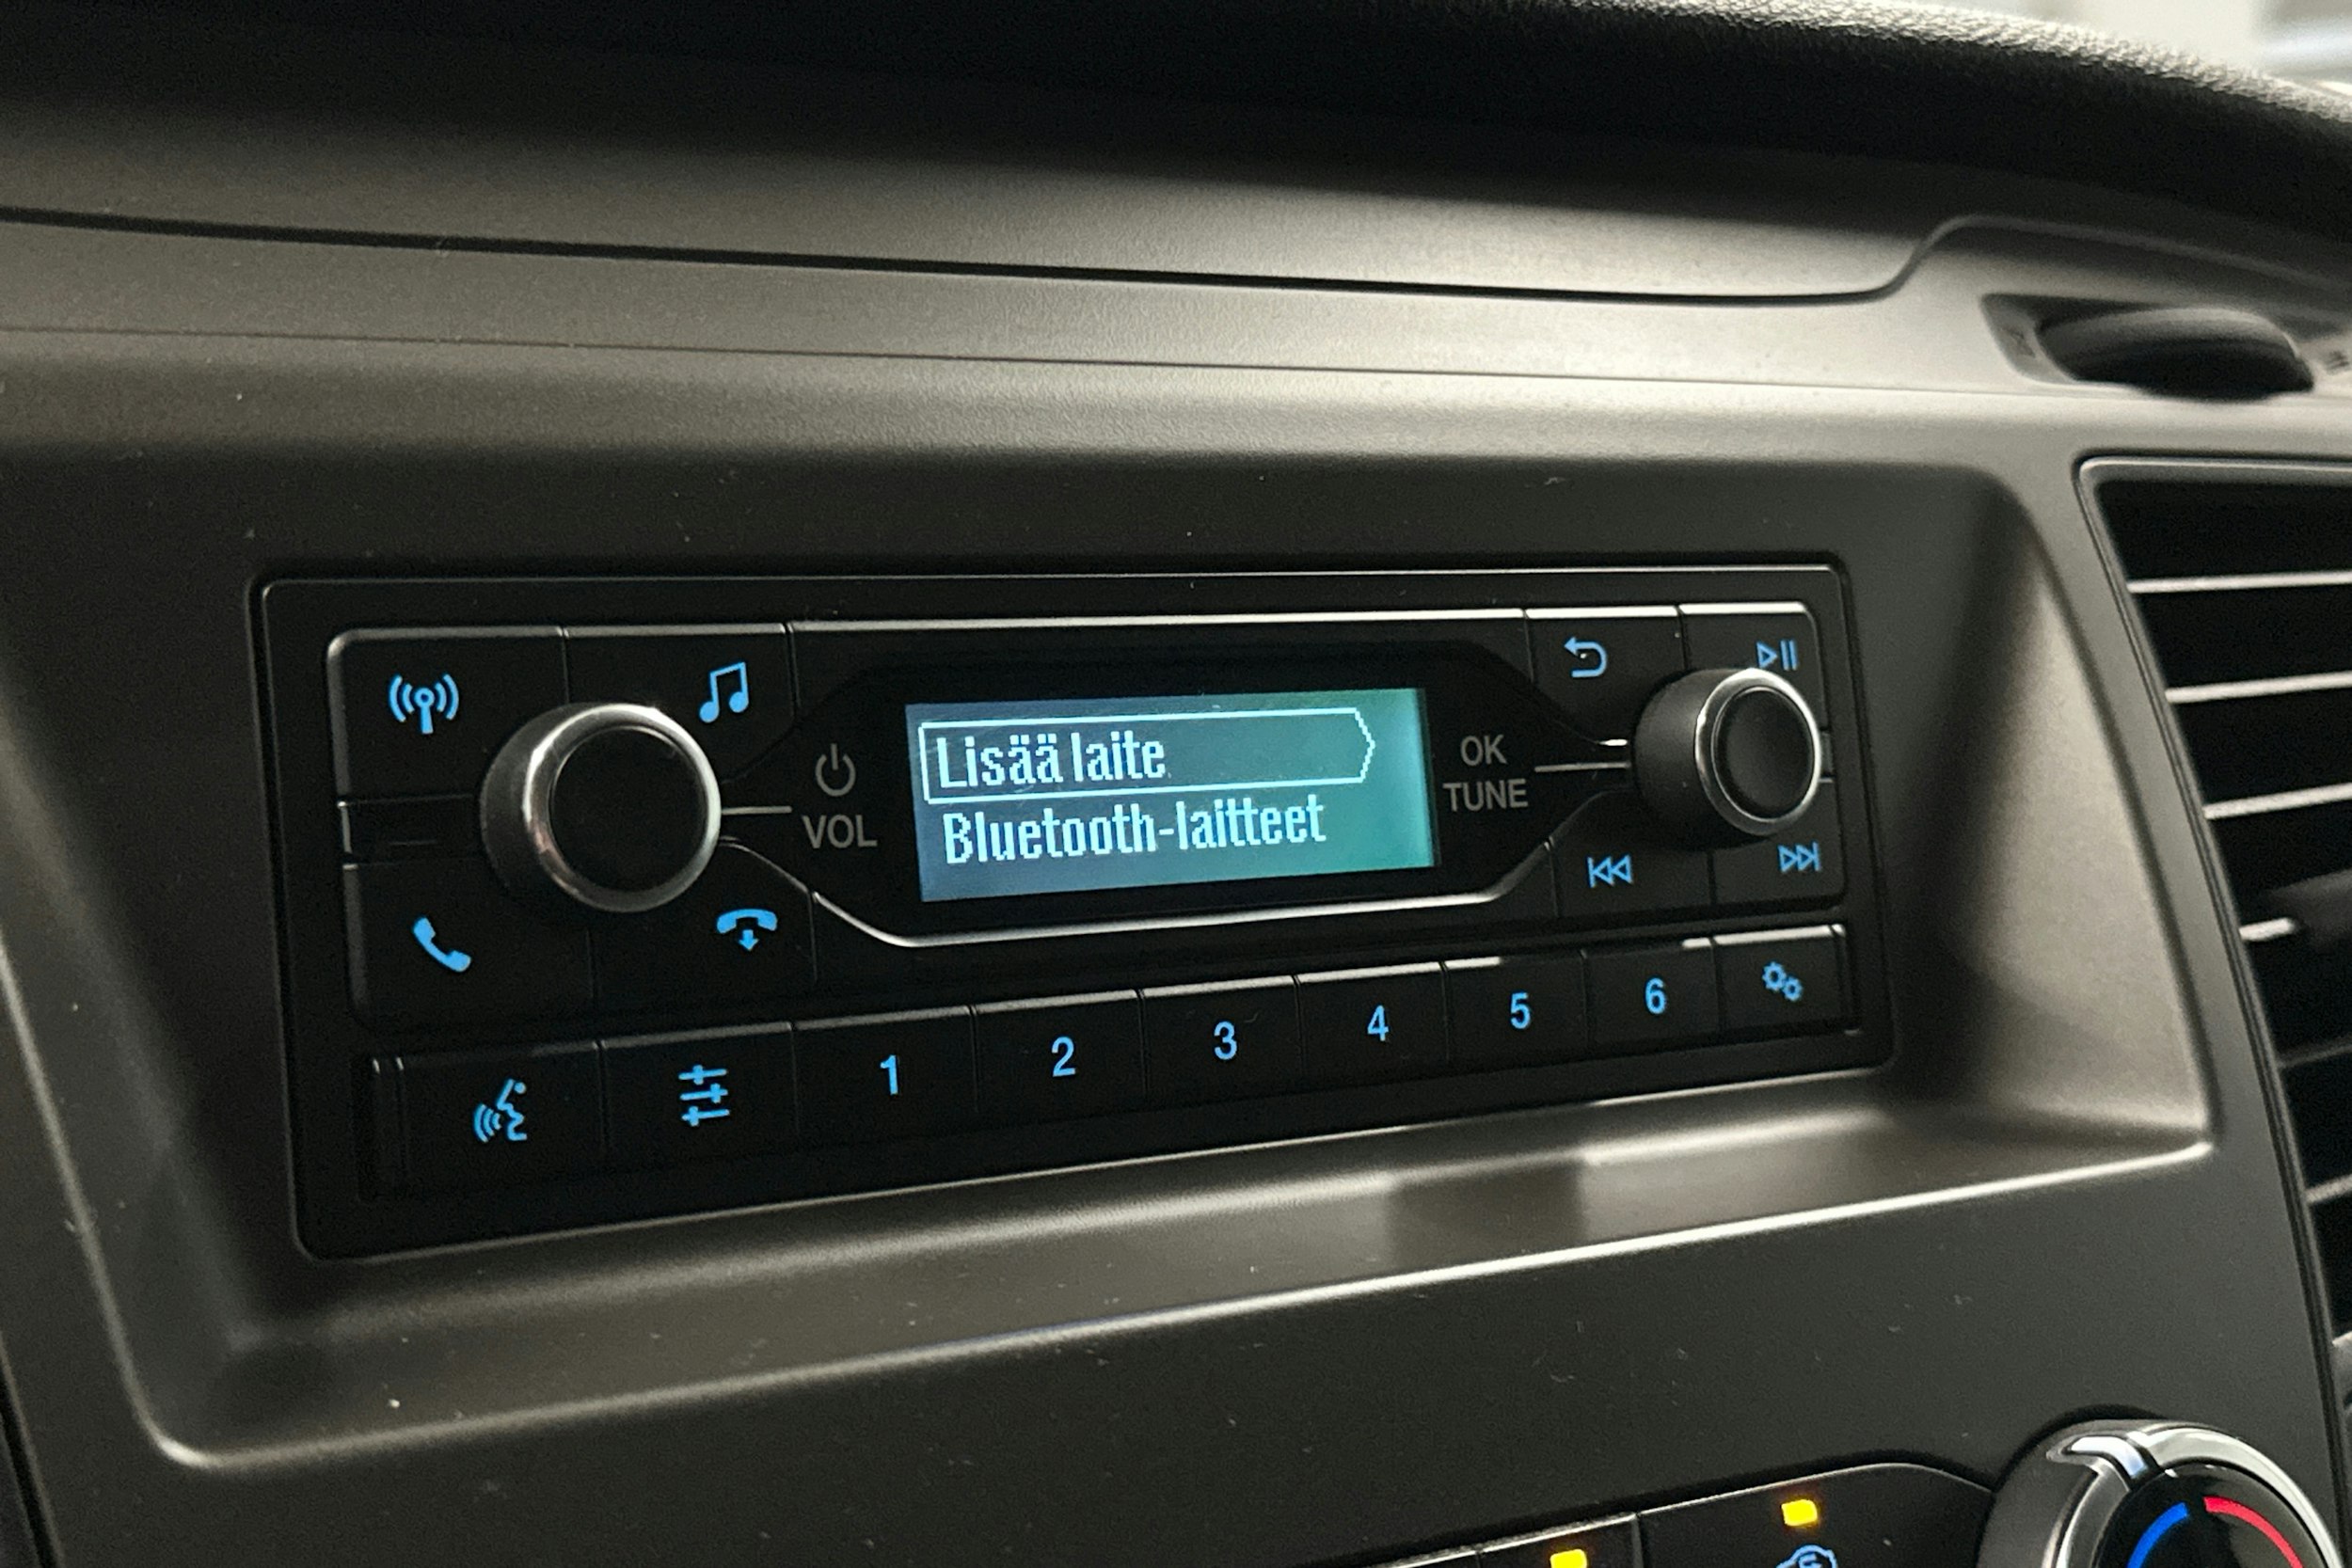 VOL
Lisää laite
Bluetooth-laitteet
OK
TUNE
1 2 3 4 5 6